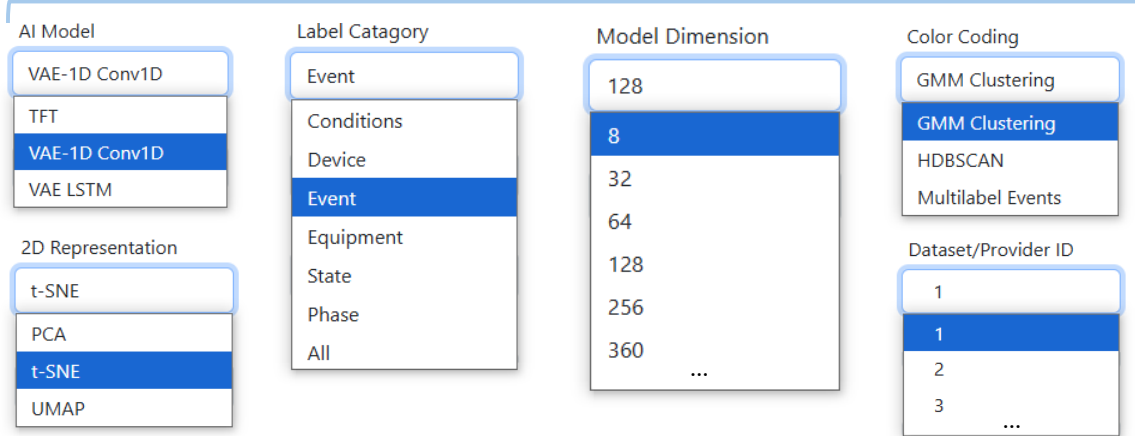 AI Model
VAE-1D Conv1D
TFT
VAE-1D Conv1D
VAE LSTM
2D Representation
t-SNE
PCA
t-SNE
UMAP
Label Catagory
Event
Conditions
Device
Event
Equipment
State
Phase
All
Model Dimension
128
8
32
64
128
256
360
...
Color Coding
GMM Clustering
GMM Clustering
HDBSCAN
Multilabel Events
Dataset/Provider ID
1
1
2
3
...